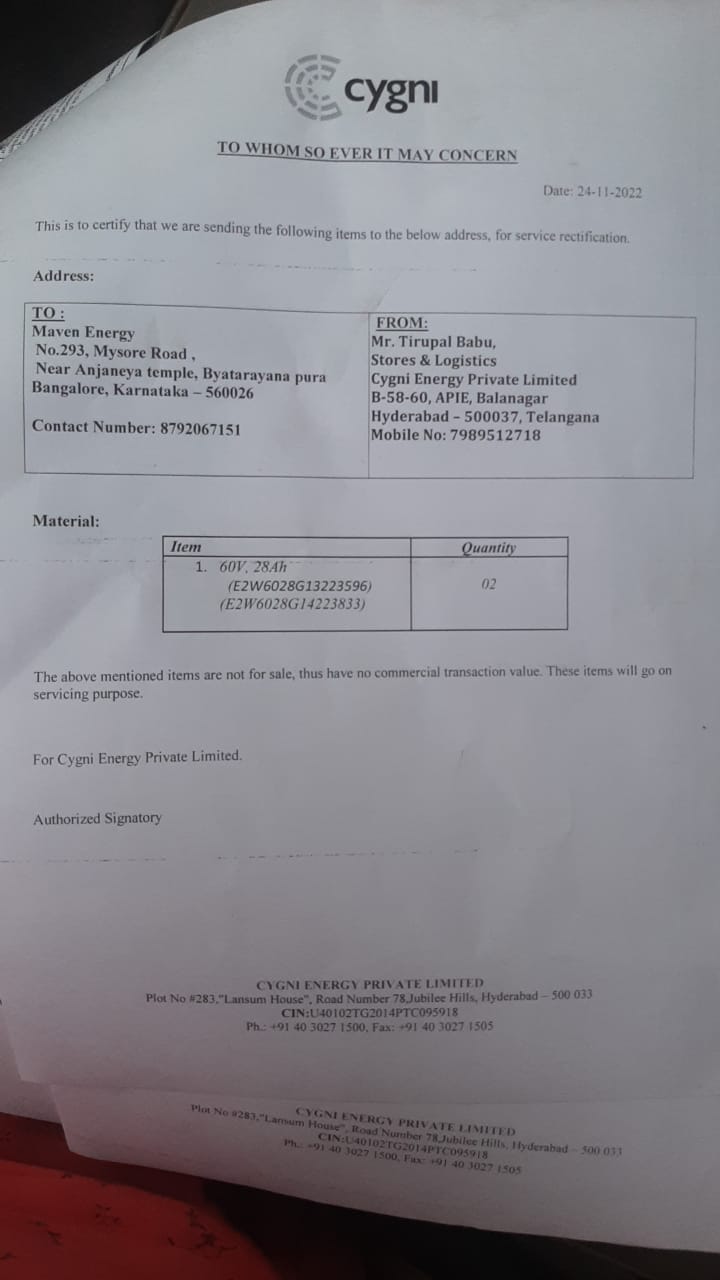 cygni
TO WHOM SO EVER IT MAY CONCERN
Date: 24-11-2022
This is to certify that we are sending the following items to the below address, for service rectification.
Address:
TO :
Maven Energy
No.293, Mysore Road ,
Near Anjaneya temple, Byatarayana pura
Bangalore, Karnataka – 560026
Contact Number: 8792067151
FROM:
Mr. Tirupal Babu,
Stores & Logistics
Cygni Energy Private Limited
B-58-60, APIE, Balanagar
Hyderabad – 500037, Telangana
Mobile No: 7989512718
Material:
Item Quantity
1. 60V, 28Ah
(E2W6028G13223596) 02
(E2W6028G14223833)
The above mentioned items are not for sale, thus have no commercial transaction value. These items will go on
servicing purpose.
For Cygni Energy Private Limited.
Authorized Signatory
CYGNI ENERGY PRIVATE LIMITED
Plot No #283,"Lansum House", Road Number 78,Jubilee Hills, Hyderabad – 500 033
CIN:U40102TG2014PTC095918
Ph.: +91 40 3027 1500, Fax: +91 40 3027 1505
CYGNI ENERGY PRIVATE LIMITED
Plot No #283,"Lansum House", Road Number 78,Jubilee Hills, Hyderabad – 500 033
CIN:U40102TG2014PTC095918
Ph.: +91 40 3027 1500, Fax: +91 40 3027 1505